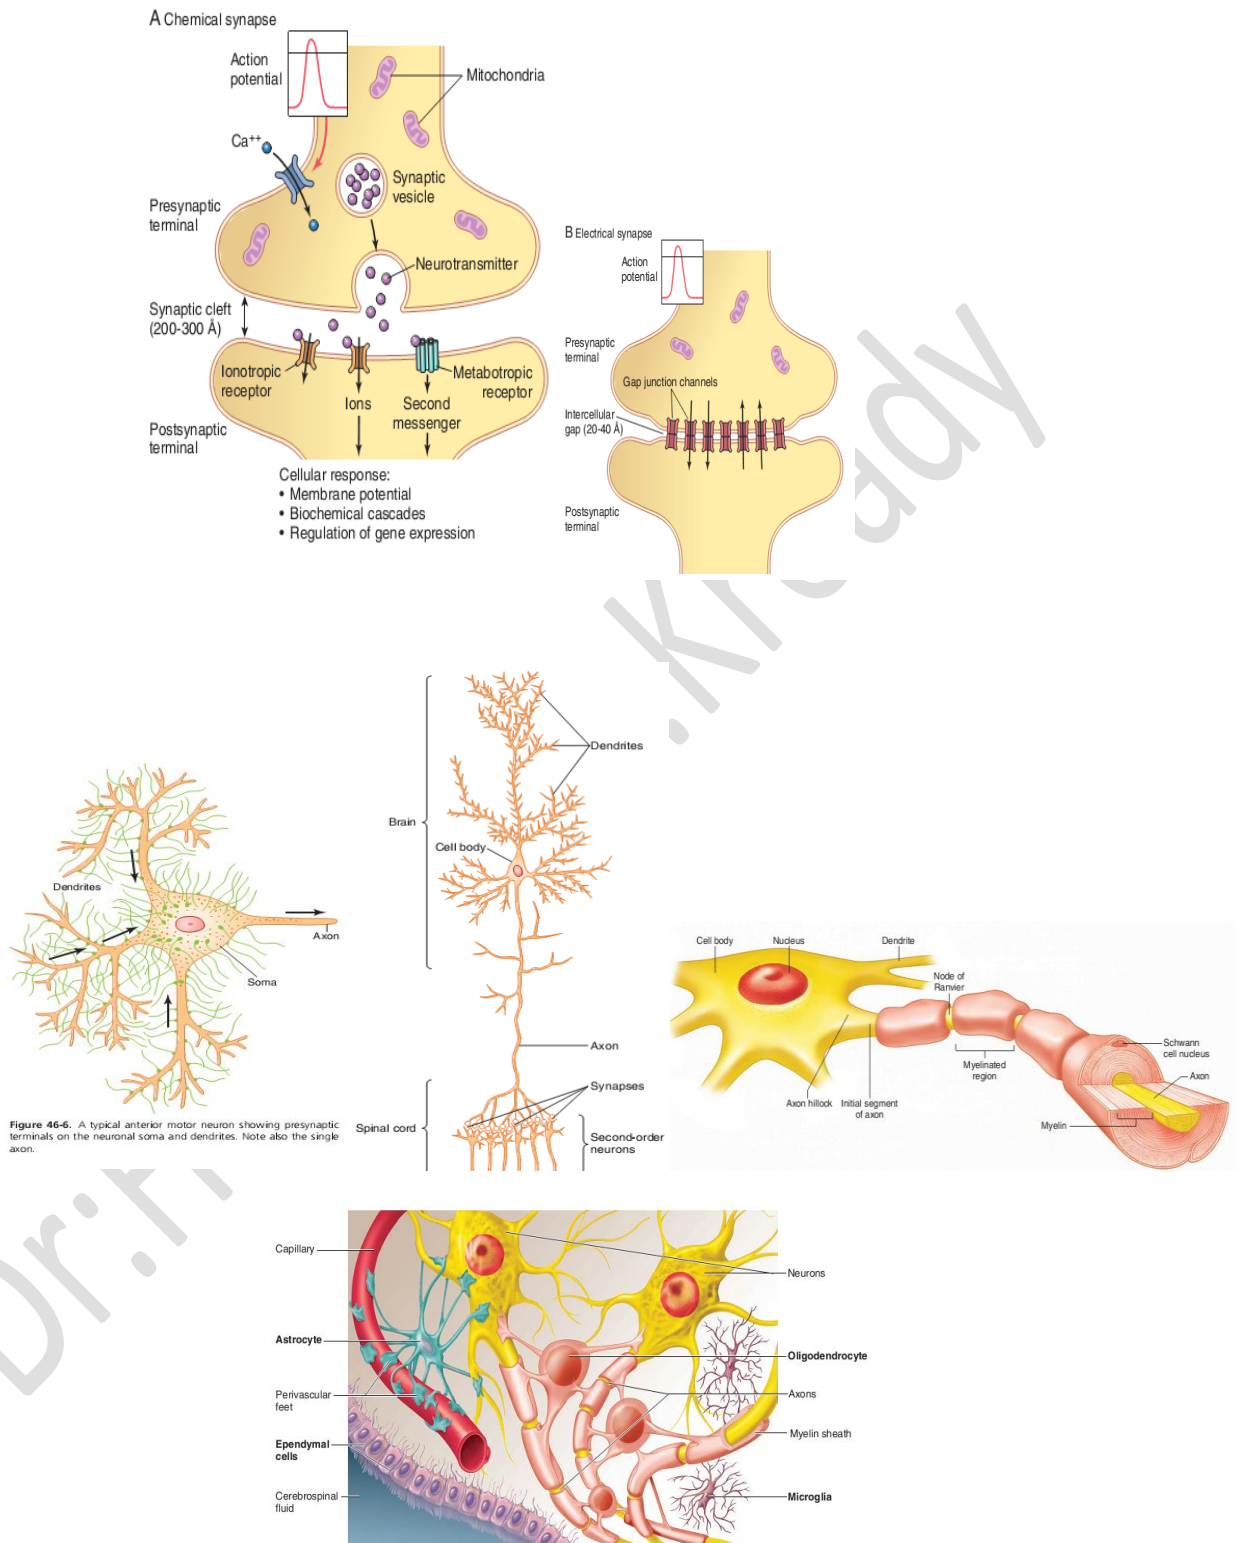 A Chemical synapse
Action
potential
Mitochondria
Ca++
Synaptic
vesicle
Presynaptic
terminal
Neurotransmitter
Synaptic cleft
(200-300 Å)
Ionotropic
receptor
Metabotropic
receptor
Ions
Second
messenger
Postsynaptic
terminal
Cellular response:
• Membrane potential
• Biochemical cascades
• Regulation of gene expression
B Electrical synapse
Action
potential
Presynaptic
terminal
Gap junction channels
Intercellular
gap (20-40 Å)
Postsynaptic
terminal
Dendrites
Axon
Soma
Figure 46-6. A typical anterior motor neuron showing presynaptic
terminals on the neuronal soma and dendrites. Note also the single
axon.
Dendrites
Brain
Cell body
Axon
Synapses
Spinal cord
Second-order
neurons
Cell body
Nucleus
Dendrite
Node of
Ranvier
Schwann
cell nucleus
Myelinated
region
Axon
Axon hillock
Initial segment
of axon
Myelin
Capillary
Neurons
Astrocyte
Oligodendrocyte
Perivascular
feet
Axons
Myelin sheath
Ependymal
cells
Cerebrospinal
fluid
Microglia